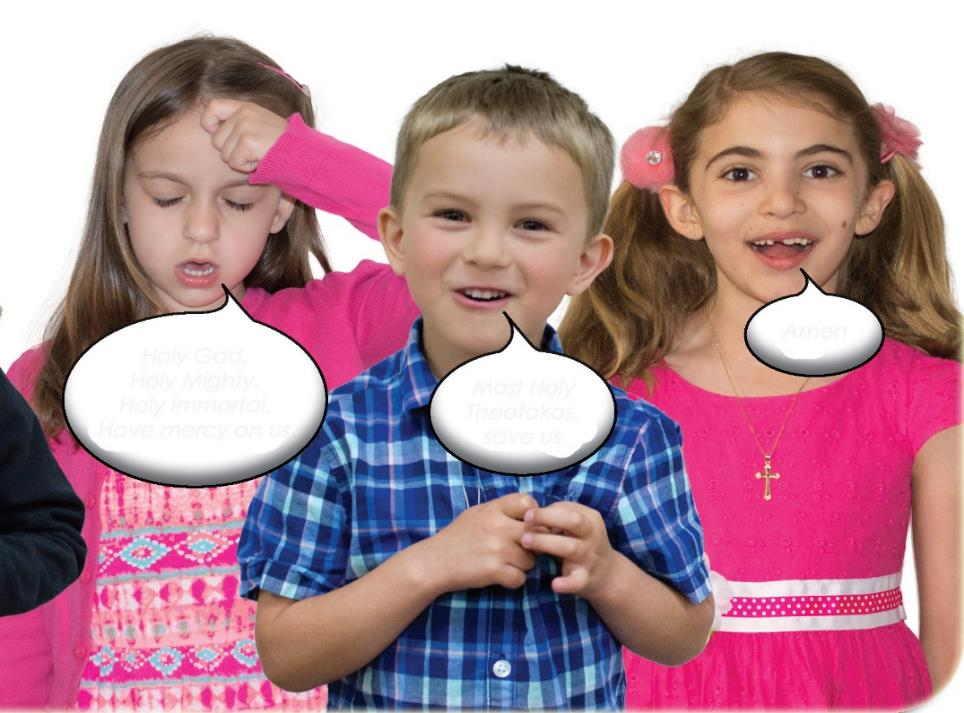 Holy God,
Holy Mighty,
Holy Immortal,
Have mercy on us
Most Holy
Theotokos,
save us
Amen